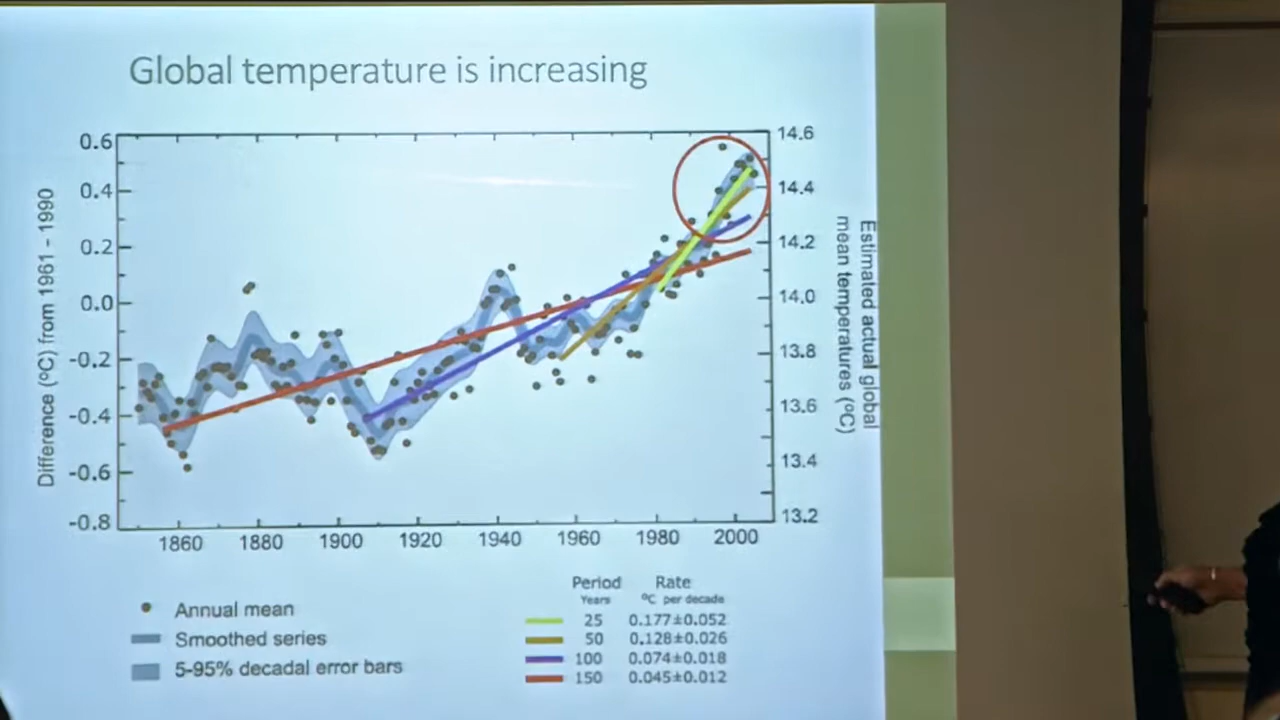 Global temperature is increasing
0.6
0.4
0.2
0.0
-0.2
-0.4
-0.6
-0.8
Difference (ºC) from 1961 - 1990
14.6
14.4
14.2
14.0
13.8
13.6
13.4
13.2
Estimated actual global
mean temperatures (ºC)
1860 1880 1900 1920 1940 1960 1980 2000
Annual mean
Smoothed series
5-95% decadal error bars
Period Rate
Years ºC per decade
25 0.177±0.052
50 0.128±0.026
100 0.074±0.018
150 0.045±0.012